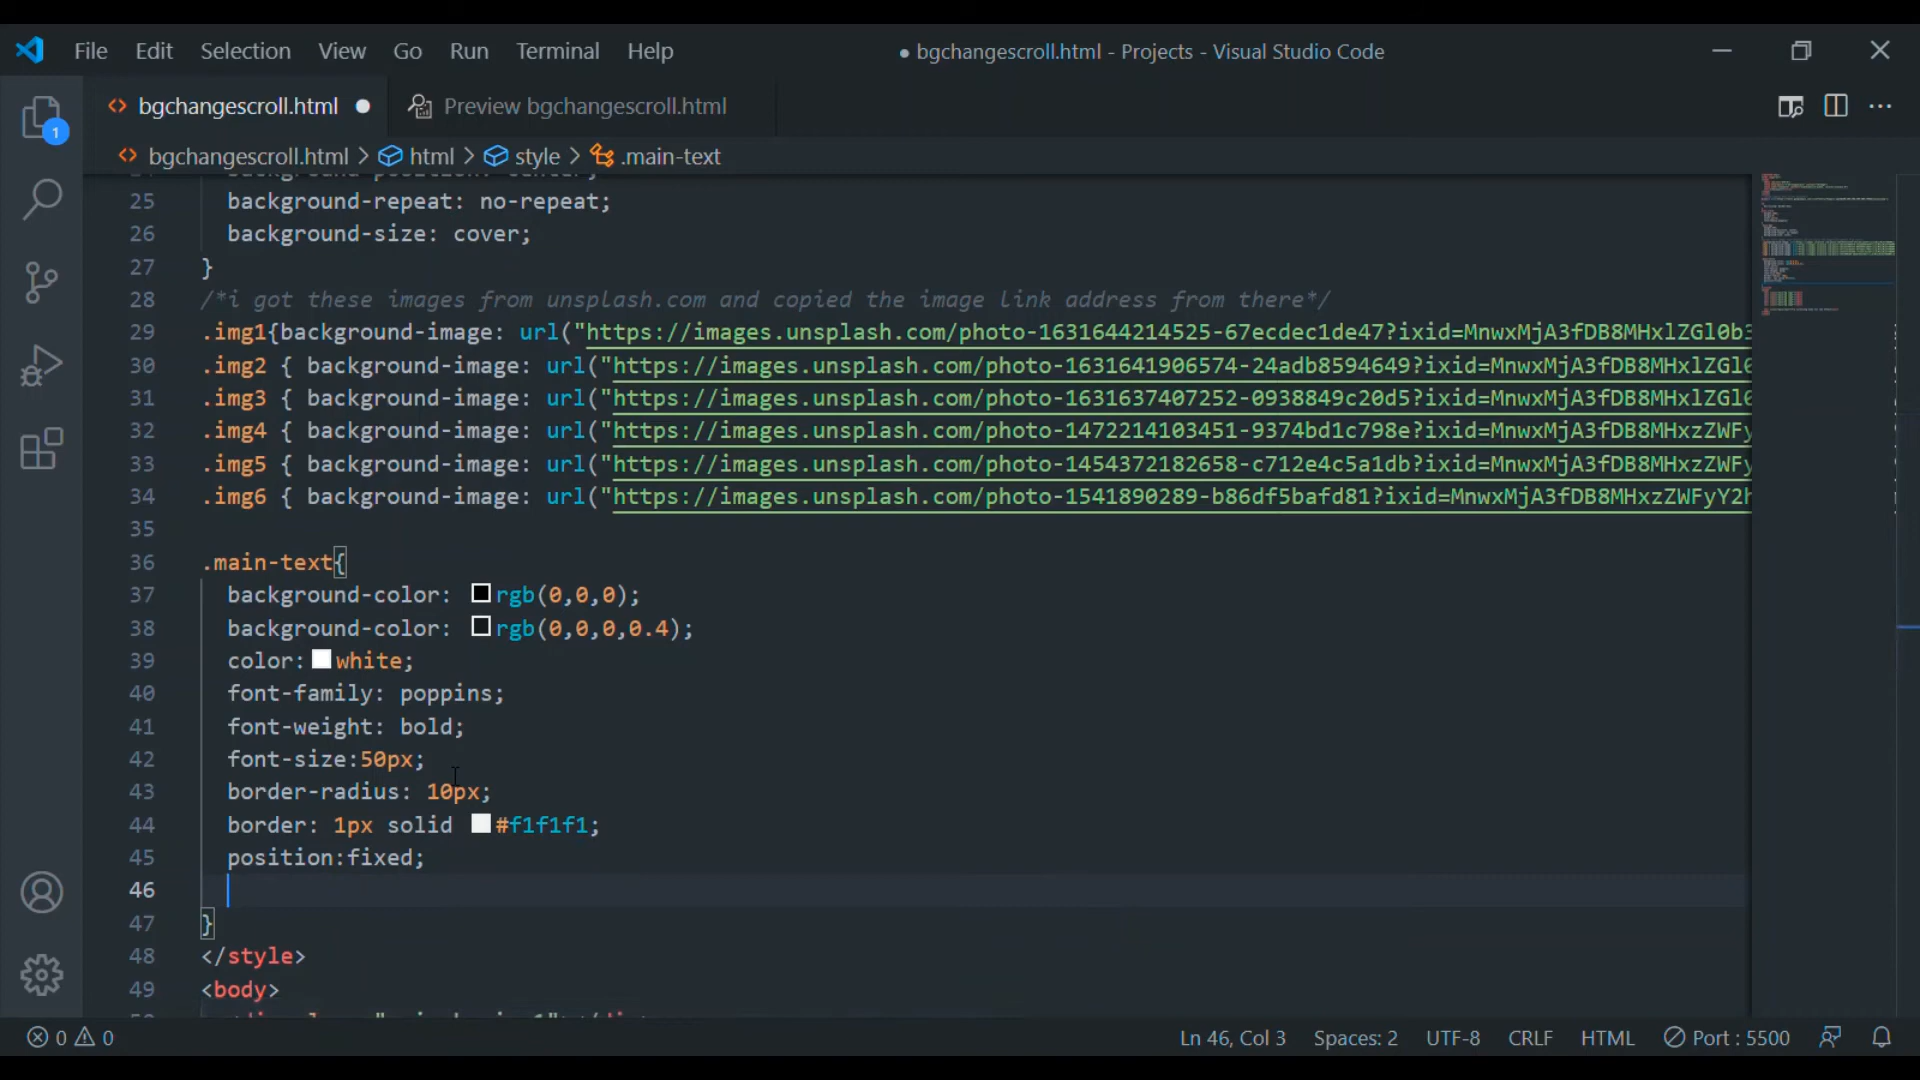 File Edit Selection View Go Run Terminal Help
● bgchangescroll.html - Projects - Visual Studio Code
bgchangescroll.html
Preview bgchangescroll.html
1
bgchangescroll.html > html > style > .main-text
background-position: center;
25 background-repeat: no-repeat;
26 background-size: cover;
27 }
28 /*i got these images from unsplash.com and copied the image link address from there*/
29 .img1{background-image: url("https://images.unsplash.com/photo-1631644214525-67ecdec1de47?ixid=MnwxMjA3fDB8MHxlZGl0b3
30 .img2 { background-image: url("https://images.unsplash.com/photo-1631641906574-24adb8594649?ixid=MnwxMjA3fDB8MHxlZGl0
31 .img3 { background-image: url("https://images.unsplash.com/photo-1631637407252-0938849c20d5?ixid=MnwxMjA3fDB8MHxlZGl0
32 .img4 { background-image: url("https://images.unsplash.com/photo-1472214103451-9374bd1c798e?ixid=MnwxMjA3fDB8MHxzZWFy
33 .img5 { background-image: url("https://images.unsplash.com/photo-1454372182658-c712e4c5a1db?ixid=MnwxMjA3fDB8MHxzZWFy
34 .img6 { background-image: url("https://images.unsplash.com/photo-1541890289-b86df5bafd81?ixid=MnwxMjA3fDB8MHxzZWFyY2h
35
36 .main-text{
37 background-color: rgb(0,0,0);
38 background-color: rgb(0,0,0,0.4);
39 color: white;
40 font-family: poppins;
41 font-weight: bold;
42 font-size:50px;
43 border-radius: 10px;
44 border: 1px solid #f1f1f1;
45 position:fixed;
46
47 }
48 </style>
49 <body>
0 0 Ln 46, Col 3 Spaces: 2 UTF-8 CRLF HTML Port : 5500